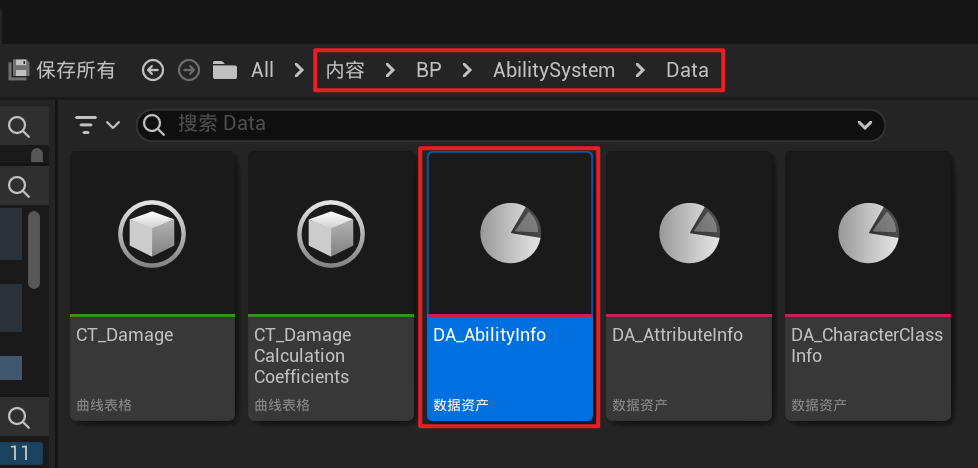 保存所有 All 内容 BP AbilitySystem Data
搜索 Data
CT_Damage
曲线表格
CT_Damage
Calculation
Coefficients
曲线表格
DA_AbilityInfo
数据资产
DA_AttributeInfo
数据资产
DA_CharacterClass
Info
数据资产
11